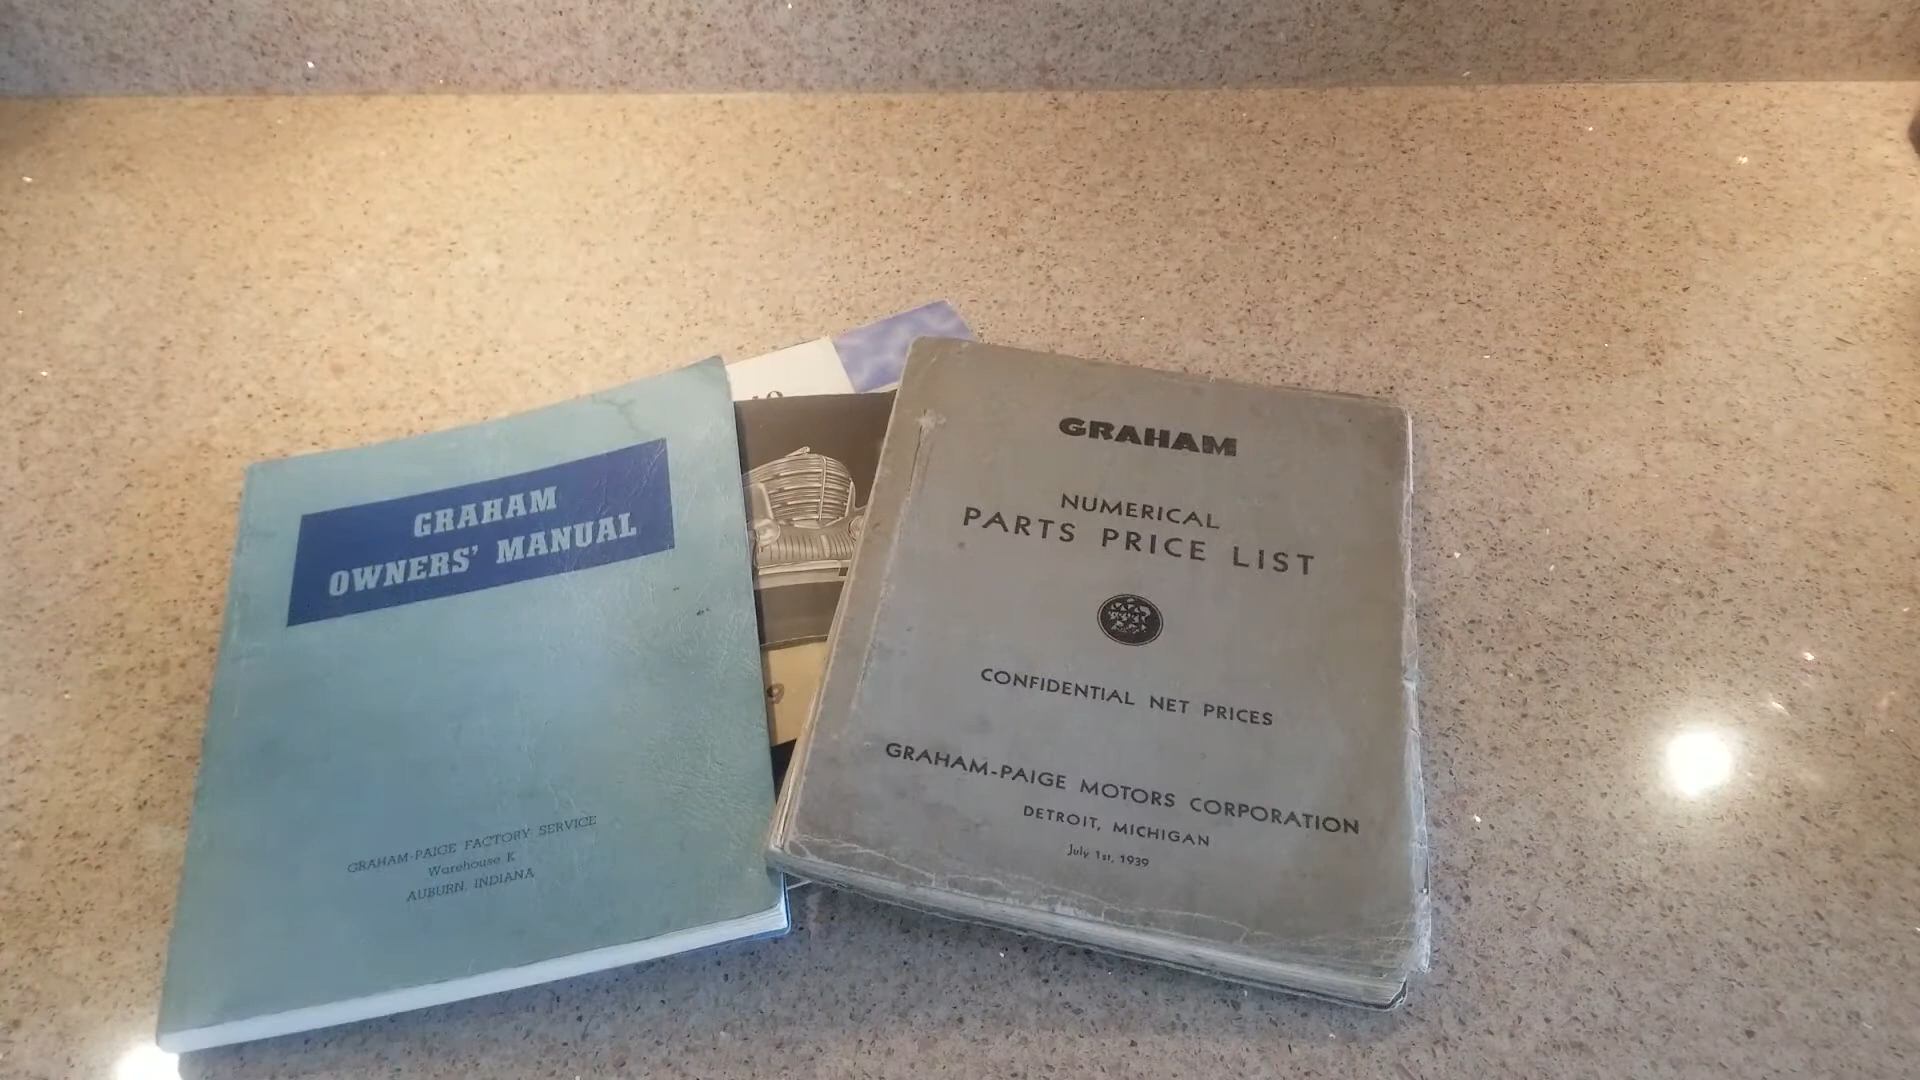 GRAHAM
OWNERS' MANUAL
GRAHAM-PAIGE FACTORY SERVICE
Warehouse K
AUBURN, INDIANA
GRAHAM
NUMERICAL
PARTS PRICE LIST
CONFIDENTIAL NET PRICES
GRAHAM-PAIGE MOTORS CORPORATION
DETROIT, MICHIGAN
July 1st, 1939